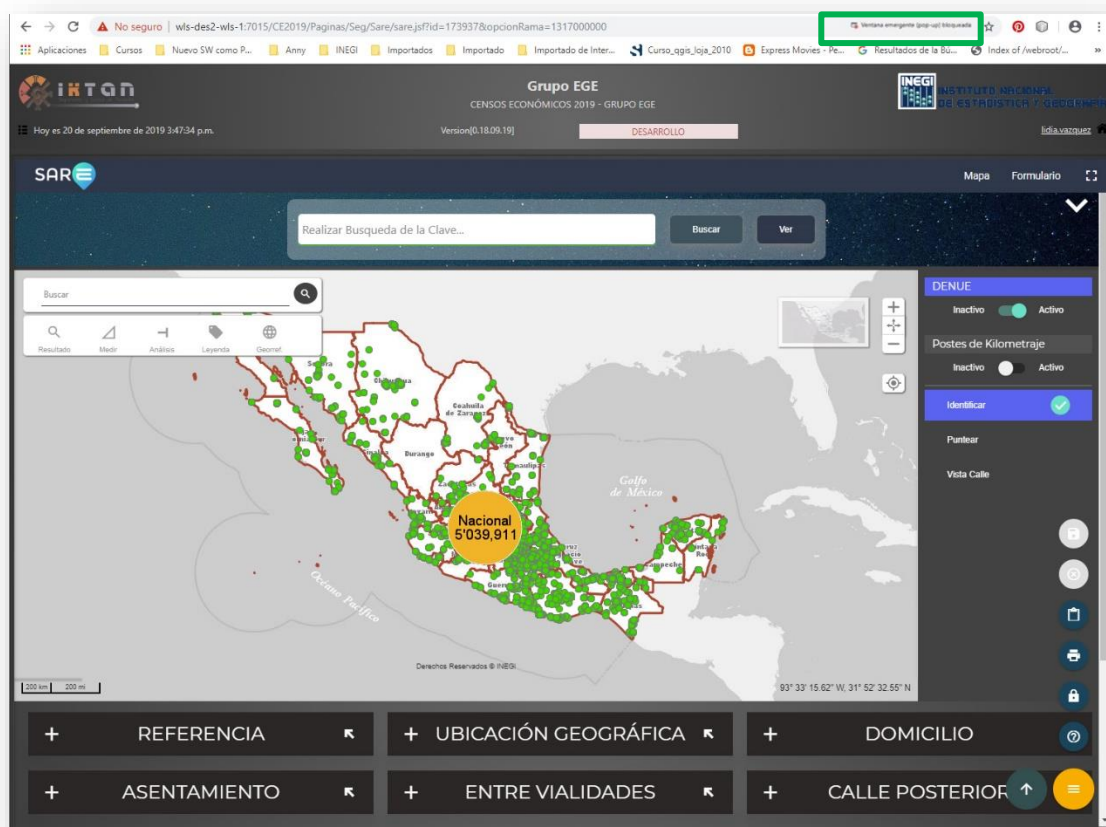 No seguro | wls-des2-wls-1:7015/CE2019/Paginas/Seg/Sare/sare.jsf?id=173937&opcionRama=1317000000
Ventana emergente (pop-up) bloqueada
Aplicaciones Cursos Nuevo SW como P... Anny INEGI Importados Importado Importado de Inter... Curso_qgis_loja_2010 Express Movies - Pe... Resultados de la Bú... Index of /webroot/... »
iKTan
Grupo EGE
CENSOS ECONÓMICOS 2019 - GRUPO EGE
INEGI INSTITUTO NACIONAL
DE ESTADISTICA Y GEOGRAFI
Hoy es 20 de septiembre de 2019 3:47:34 p.m.
Version[0.18.09.19]
DESARROLLO
lidia.vazquez
SARE
Mapa Formulario
Realizar Busqueda de la Clave...
Buscar
Ver
Buscar
Resultado Medir Análisis Leyenda Georref.
DENUE
Inactivo Activo
Postes de Kilometraje
Inactivo Activo
Identificar
Puntear
Vista Calle
Coahuila
de Zaragoza
Durango
Golfo
de México
Nacional
5'039,911
Campeche
Océano Pacífico
Derechos Reservados © INEGI
200 km 200 mi
93° 33' 15.62" W, 31° 52' 32.55" N
+ REFERENCIA
+ UBICACIÓN GEOGRÁFICA
+ DOMICILIO
+ ASENTAMIENTO
+ ENTRE VIALIDADES
+ CALLE POSTERIOR